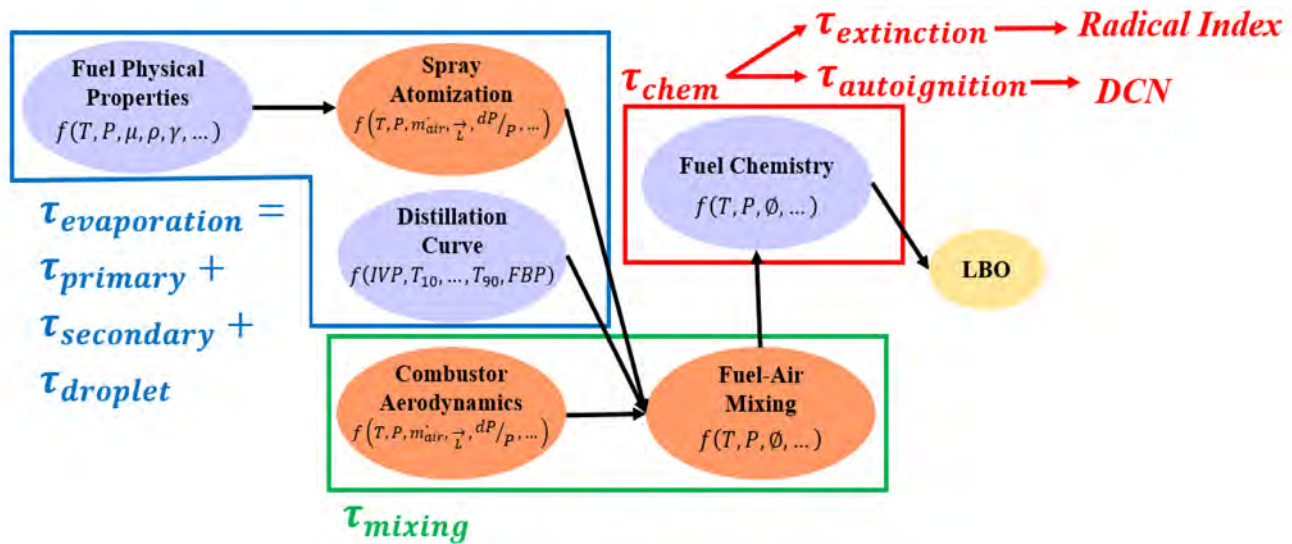 Fuel Physical
Properties
f(T, P, μ, ρ, γ, …)
Spray
Atomization
f(T, P, ṁair, L⃗, dP/P, …)
τchem
τextinction
Radical Index
τautoignition
DCN
Fuel Chemistry
f(T, P, Ø, …)
Distillation
Curve
f(IVP, T10, …, T90, FBP)
LBO
τevaporation =
τprimary +
τsecondary +
τdroplet
Combustor
Aerodynamics
f(T, P, ṁair, L⃗, dP/P, …)
Fuel-Air
Mixing
f(T, P, Ø, …)
τmixing